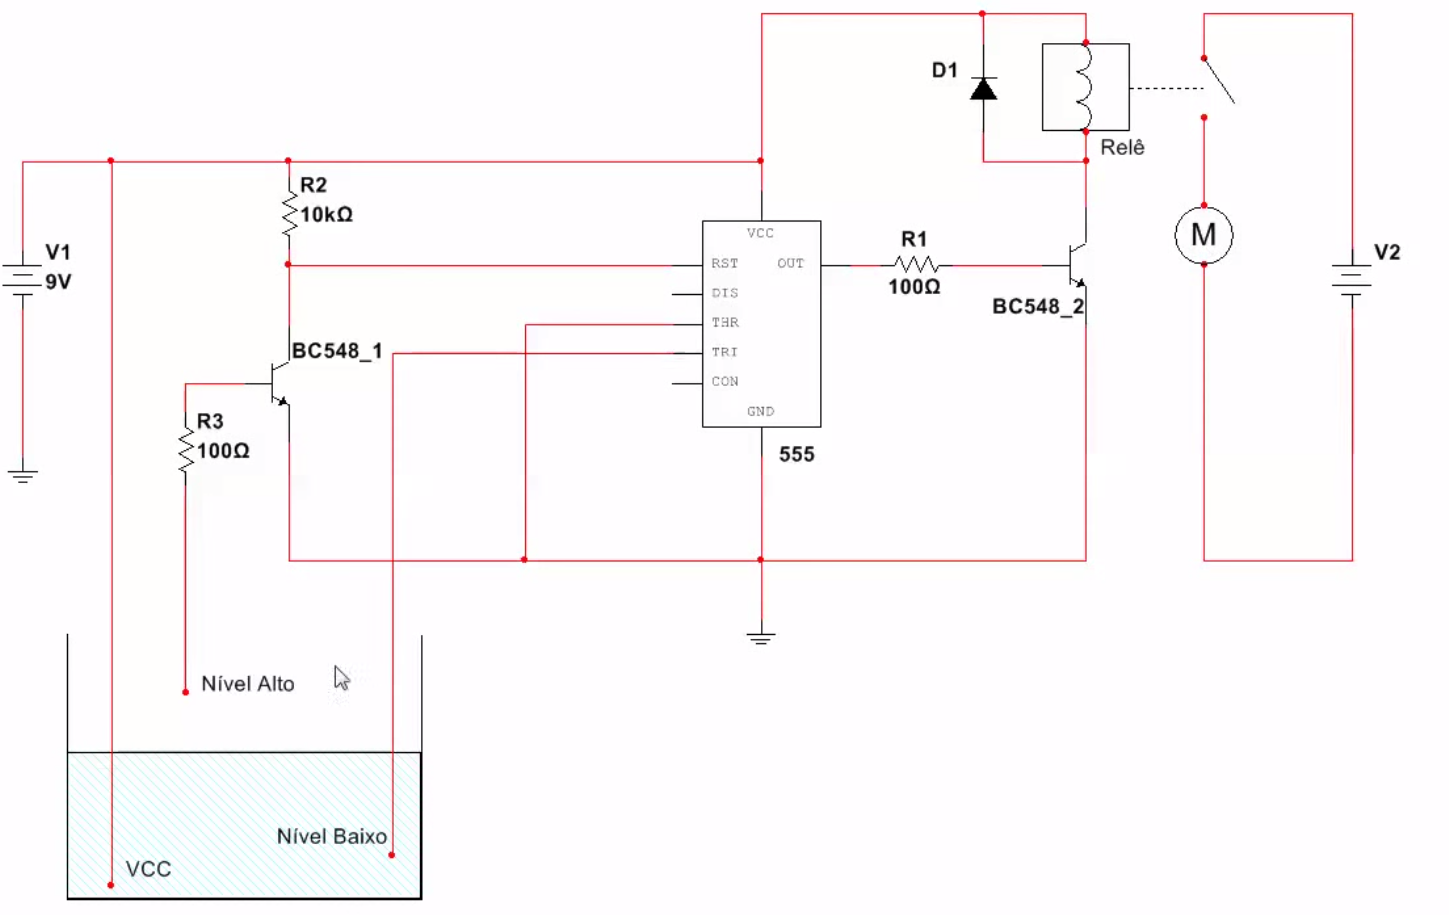 D1
Relê
R2
10kΩ
V1
9V
VCC
RST
OUT
DIS
THR
TRI
CON
GND
555
R1
100Ω
BC548_2
M
V2
BC548_1
R3
100Ω
Nível Alto
Nível Baixo
VCC